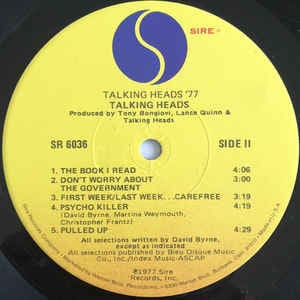 SIRE
TALKING HEADS '77
TALKING HEADS
Produced by Tony Bongiovi, Lance Quinn &
Talking Heads
SR 6036
SIDE II
1 THE BOOK I READ 4:06
2 DON'T WORRY ABOUT
THE GOVERNMENT 3:00
3 FIRST WEEK/LAST WEEK...CAREFREE 3:19
4 PSYCHO KILLER 4:20
(David Byrne, Martina Weymouth,
Christopher Frantz)
5 PULLED UP 4:29
All selections written by David Byrne,
except as indicated
All selections published by Bleu Disque Music
Co., Inc./Index Music-ASCAP
©1977 Sire
Records, Inc.